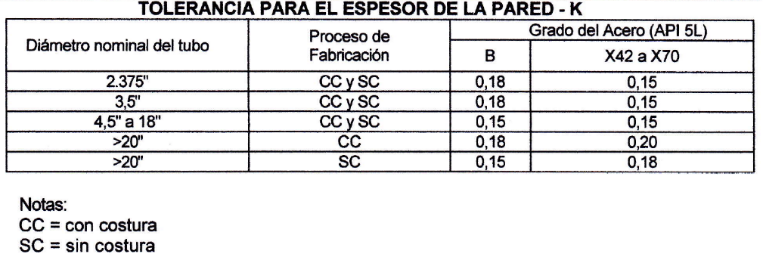 TOLERANCIA PARA EL ESPESOR DE LA PARED - K
Diámetro nominal del tubo Proceso de Fabricación Grado del Acero (API 5L)
B X42 a X70
2.375" CC y SC 0,18 0,15
3,5" CC y SC 0,18 0,15
4,5" a 18" CC y SC 0,15 0,15
>20" CC 0,18 0,20
>20" SC 0,15 0,18
Notas:
CC = con costura
SC = sin costura